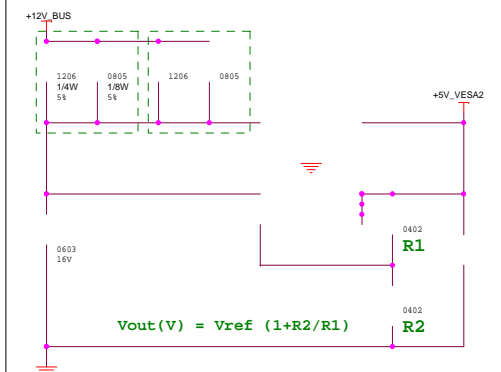 +12V_BUS
1206
1/4W
5%
0805
1/8W
5%
1206
0805
+5V_VESA2
0402
R1
0603
16V
0402
R2
Vout(V) = Vref (1+R2/R1)